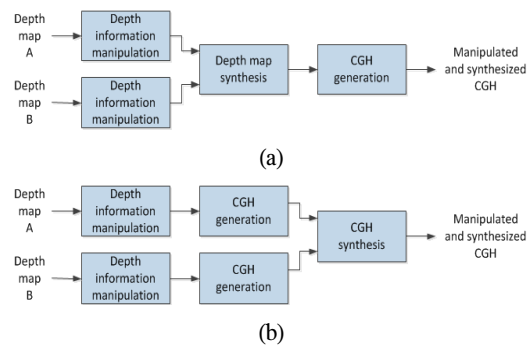 Depth
map
A
Depth
information
manipulation
Depth
map
B
Depth
information
manipulation
Depth map
synthesis
CGH
generation
Manipulated
and synthesized
CGH
(a)
Depth
map
A
Depth
information
manipulation
CGH
generation
Depth
map
B
Depth
information
manipulation
CGH
generation
CGH
synthesis
Manipulated
and synthesized
CGH
(b)